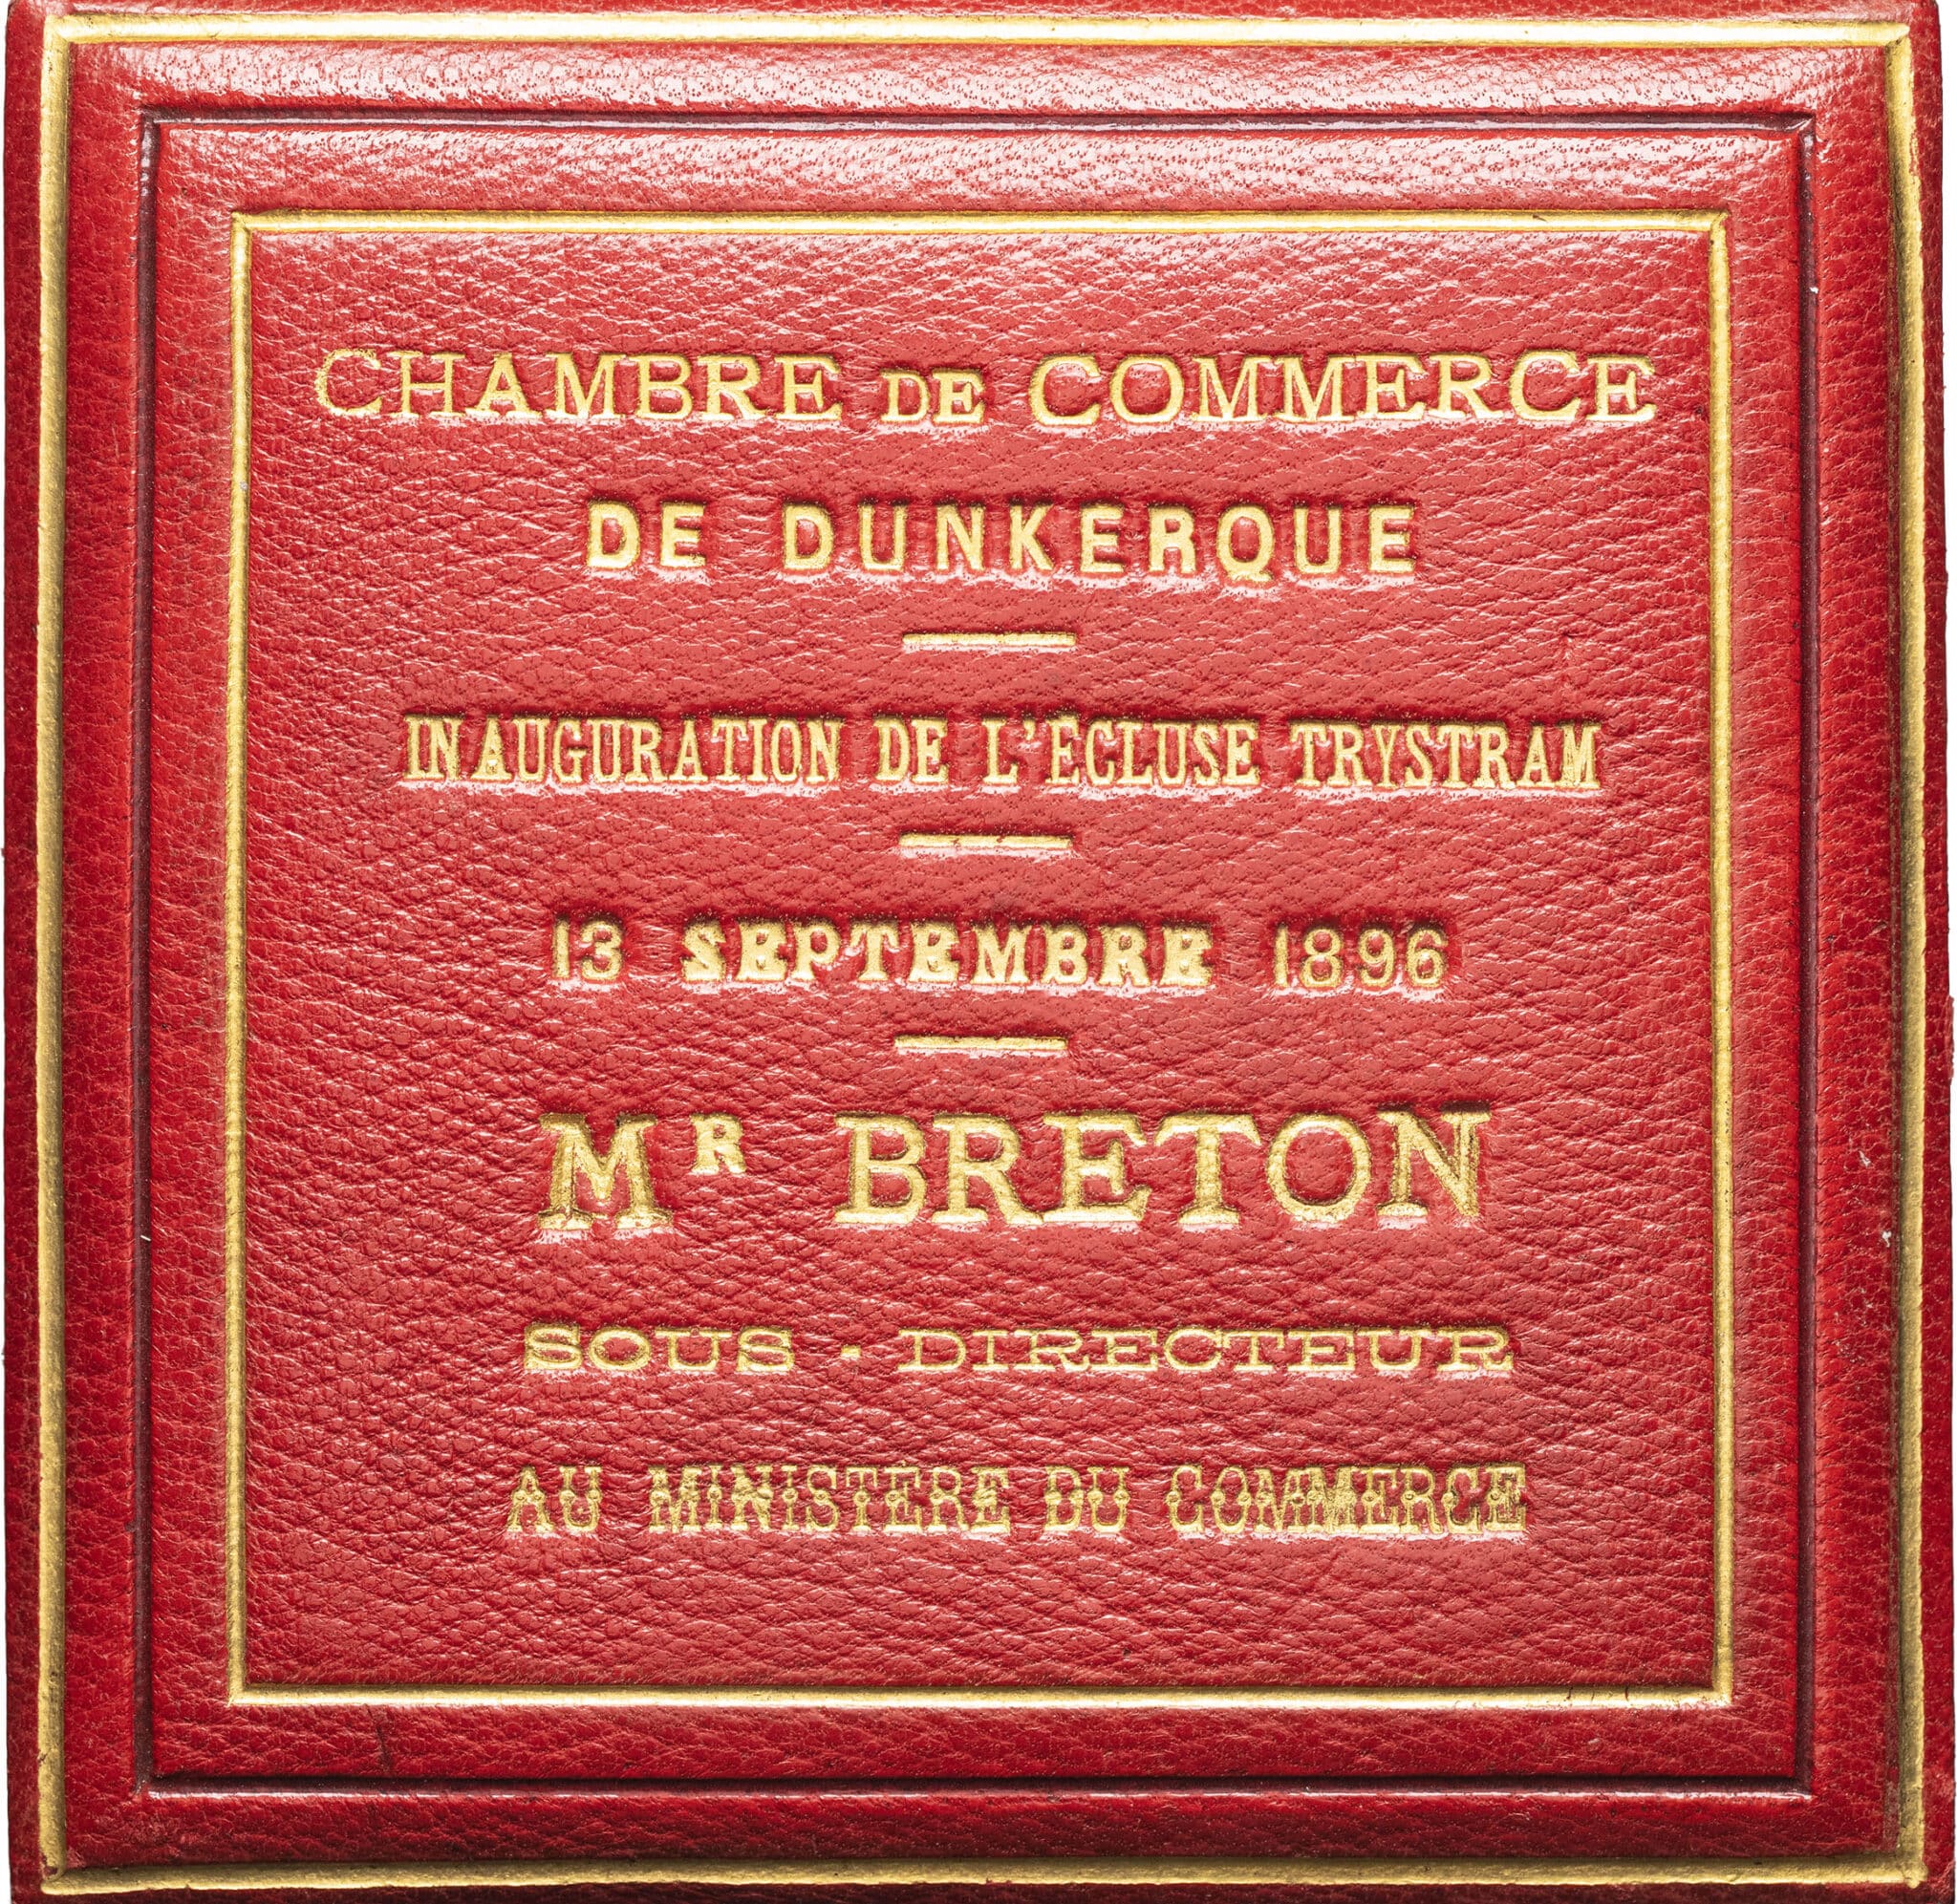 CHAMBRE DE COMMERCE
DE DUNKERQUE
INAUGURATION DE L'ÉCLUSE TRYSTRAM
13 SEPTEMBRE 1896
MR BRETON
SOUS - DIRECTEUR
AU MINISTÈRE DU COMMERCE